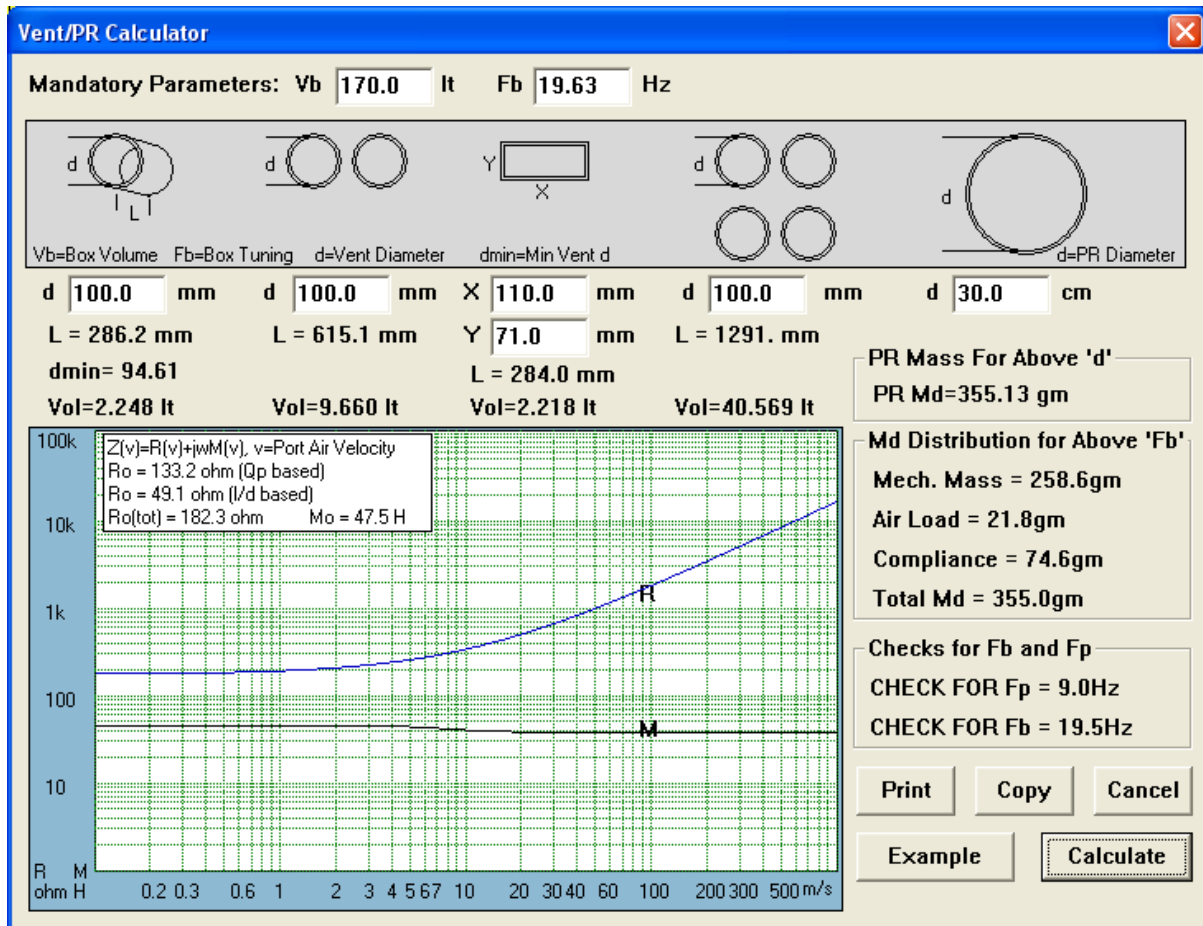 Vent/PR Calculator
Mandatory Parameters: Vb 170.0 lt Fb 19.63 Hz
d d Y d d
L X
Vb=Box Volume Fb=Box Tuning d=Vent Diameter dmin=Min Vent d d=PR Diameter
d 100.0 mm d 100.0 mm X 110.0 mm d 100.0 mm d 30.0 cm
L = 286.2 mm L = 615.1 mm Y 71.0 mm L = 1291. mm
dmin= 94.61 L = 284.0 mm
Vol=2.248 lt Vol=9.660 lt Vol=2.218 lt Vol=40.569 lt
PR Mass For Above 'd'
PR Md=355.13 gm
Md Distribution for Above 'Fb'
Mech. Mass = 258.6gm
Air Load = 21.8gm
Compliance = 74.6gm
Total Md = 355.0gm
Checks for Fb and Fp
CHECK FOR Fp = 9.0Hz
CHECK FOR Fb = 19.5Hz
Print Copy Cancel
Example Calculate
Z(v)=R(v)+jwM(v), v=Port Air Velocity
Ro = 133.2 ohm (Qp based)
Ro = 49.1 ohm (l/d based)
Ro(tot) = 182.3 ohm Mo = 47.5 H
100k
10k
1k
100
10
R
M
R M
ohm H 0.2 0.3 0.6 1 2 3 4 5 6 7 10 20 30 40 60 100 200 300 500 m/s